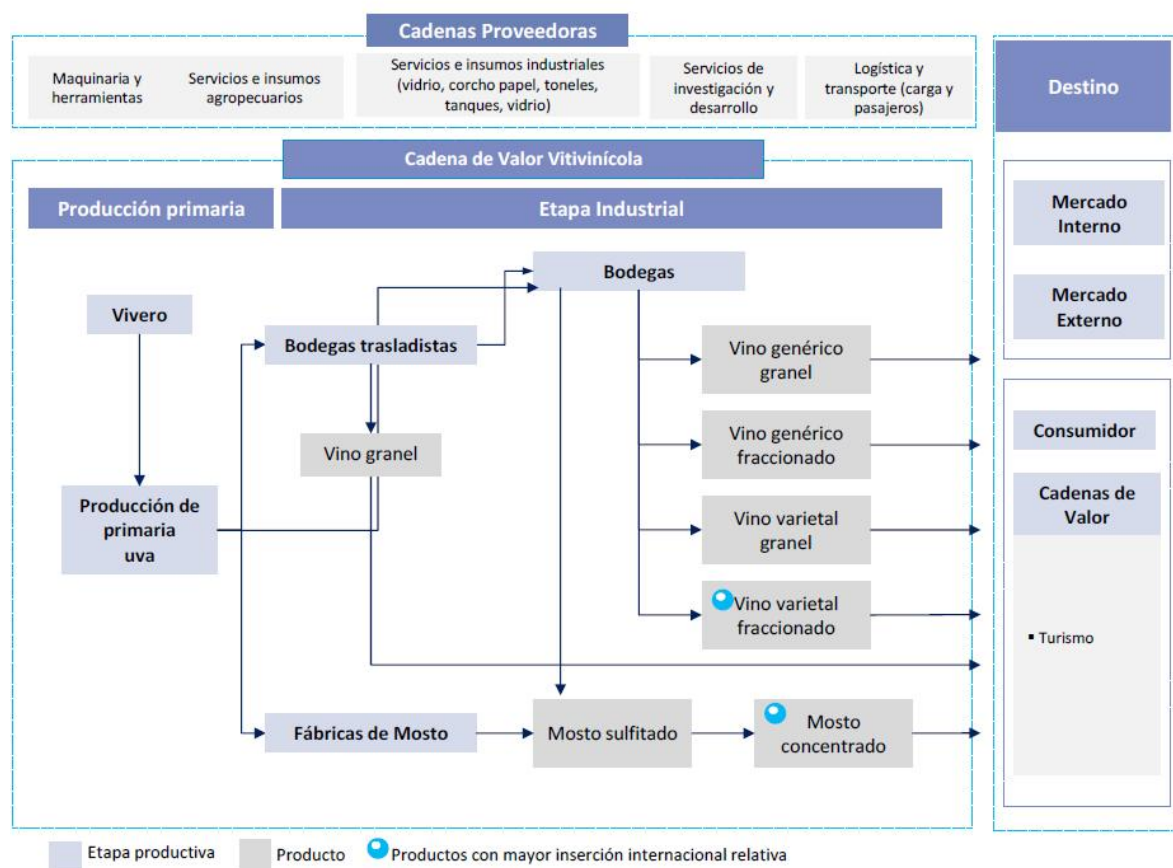 Cadenas Proveedoras
Maquinaria y
herramientas
Servicios e insumos
agropecuarios
Servicios e insumos industriales
(vidrio, corcho papel, toneles,
tanques, vidrio)
Servicios de
investigación y
desarrollo
Logística y
transporte (carga y
pasajeros)
Destino
Cadena de Valor Vitivinícola
Producción primaria
Etapa Industrial
Mercado
Interno
Mercado
Externo
Bodegas
Vivero
Bodegas trasladistas
Vino granel
Producción de
primaria
uva
Vino genérico
granel
Vino genérico
fraccionado
Vino varietal
granel
Vino varietal
fraccionado
Fábricas de Mosto
Mosto sulfitado
Mosto
concentrado
Consumidor
Cadenas de
Valor
▪ Turismo
Etapa productiva
Producto
Productos con mayor inserción internacional relativa